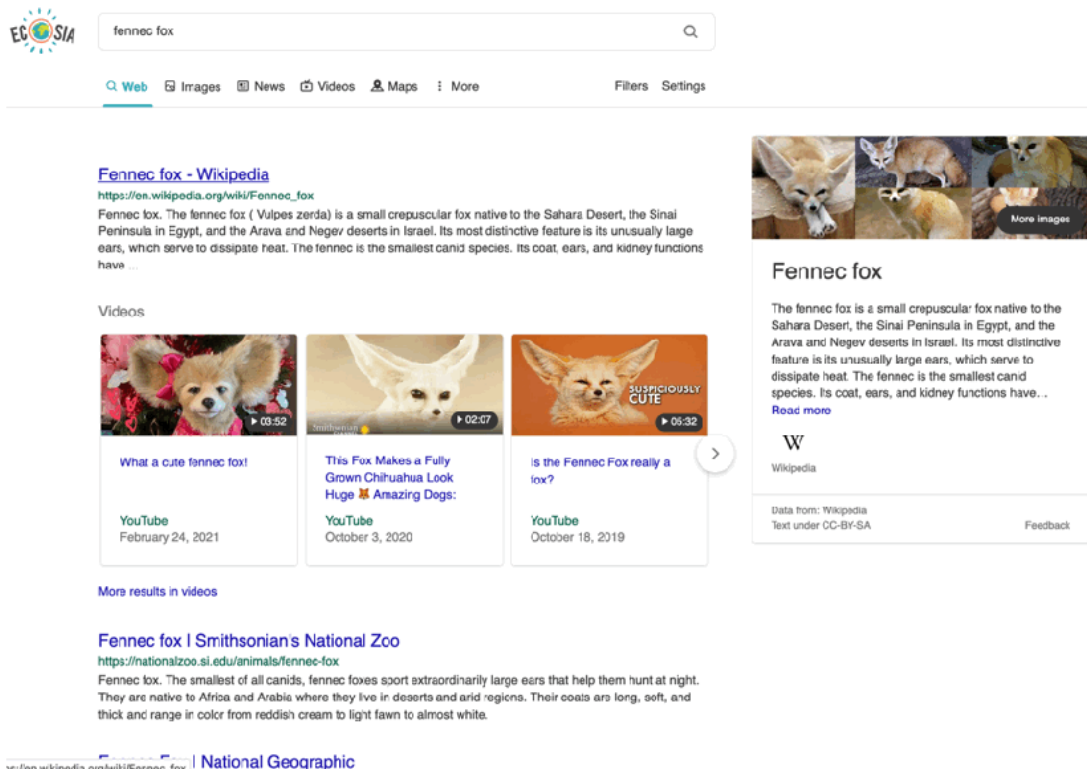 ECOSIA
fennec fox
Web Images News Videos Maps More Filters Settings
Fennec fox - Wikipedia
https://en.wikipedia.org/wiki/Fennec_fox
Fennec fox. The fennec fox ( Vulpes zerda) is a small crepuscular fox native to the Sahara Desert, the Sinai
Peninsula in Egypt, and the Arava and Negev deserts in Israel. Its most distinctive feature is its unusually large
ears, which serve to dissipate heat. The fennec is the smallest canid species. Its coat, ears, and kidney functions
have ...
Videos
03:52
What a cute fennec fox!
YouTube
February 24, 2021
Smithsonian
02:07
This Fox Makes a Fully
Grown Chihuahua Look
Huge 🦊 Amazing Dogs:
YouTube
October 3, 2020
SUSPICIOUSLY
CUTE
05:32
Is the Fennec Fox really a
fox?
YouTube
October 18, 2019
More results in videos
Fennec fox | Smithsonian's National Zoo
https://nationalzoo.si.edu/animals/fennec-fox
Fennec fox. The smallest of all canids, fennec foxes sport extraordinarily large ears that help them hunt at night.
They are native to Africa and Arabia where they live in deserts and arid regions. Their coats are long, soft, and
thick and range in color from reddish cream to light fawn to almost white.
Fennec Fox | National Geographic
ps://en.wikipedia.org/wiki/Fennec_fox
More images
Fennec fox
The fennec fox is a small crepuscular fox native to the
Sahara Desert, the Sinai Peninsula in Egypt, and the
Arava and Negev deserts in Israel. Its most distinctive
feature is its unusually large ears, which serve to
dissipate heat. The fennec is the smallest canid
species. Its coat, ears, and kidney functions have...
Read more
W
Wikipedia
Data from: Wikipedia
Text under CC-BY-SA Feedback